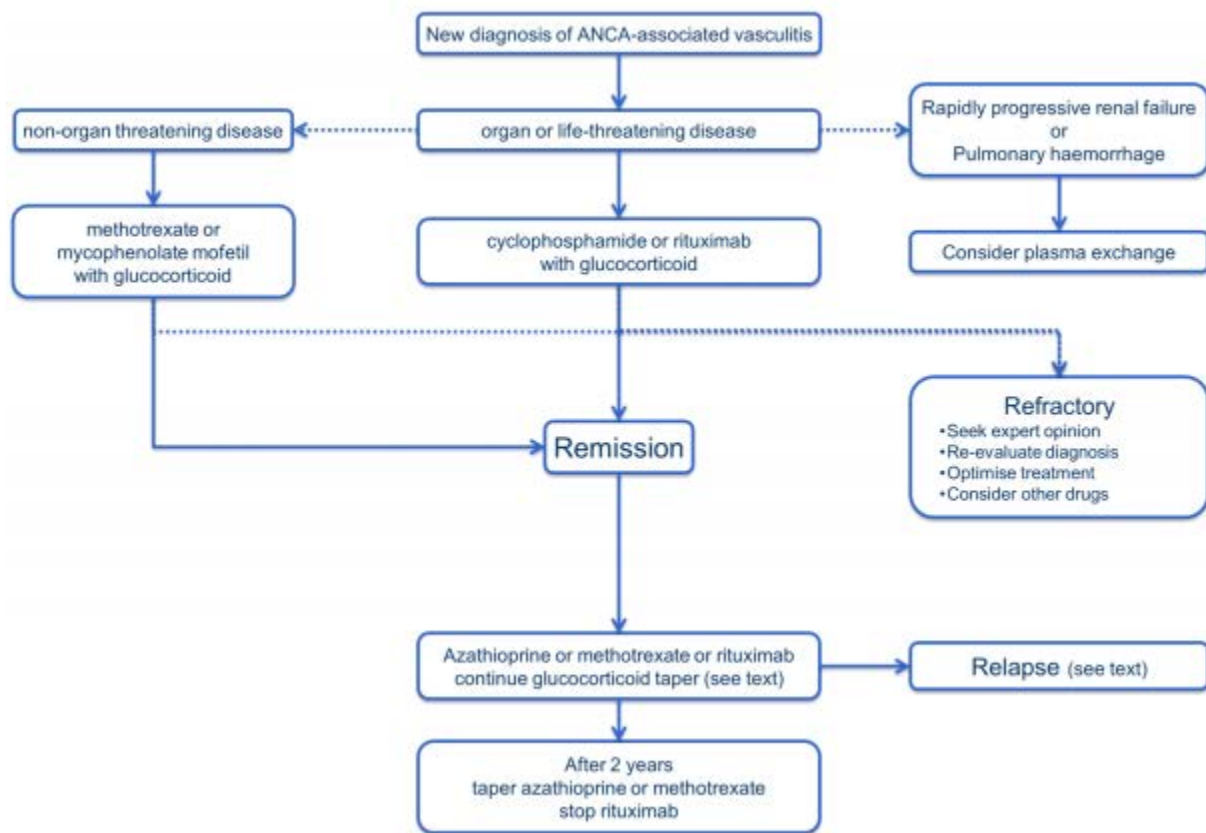 New diagnosis of ANCA-associated vasculitis
non-organ threatening disease
organ or life-threatening disease
Rapidly progressive renal failure
or
Pulmonary haemorrhage
methotrexate or
mycophenolate mofetil
with glucocorticoid
cyclophosphamide or rituximab
with glucocorticoid
Consider plasma exchange
Refractory
•Seek expert opinion
•Re-evaluate diagnosis
•Optimise treatment
•Consider other drugs
Remission
Azathioprine or methotrexate or rituximab
continue glucocorticoid taper (see text)
Relapse (see text)
After 2 years
taper azathioprine or methotrexate
stop rituximab